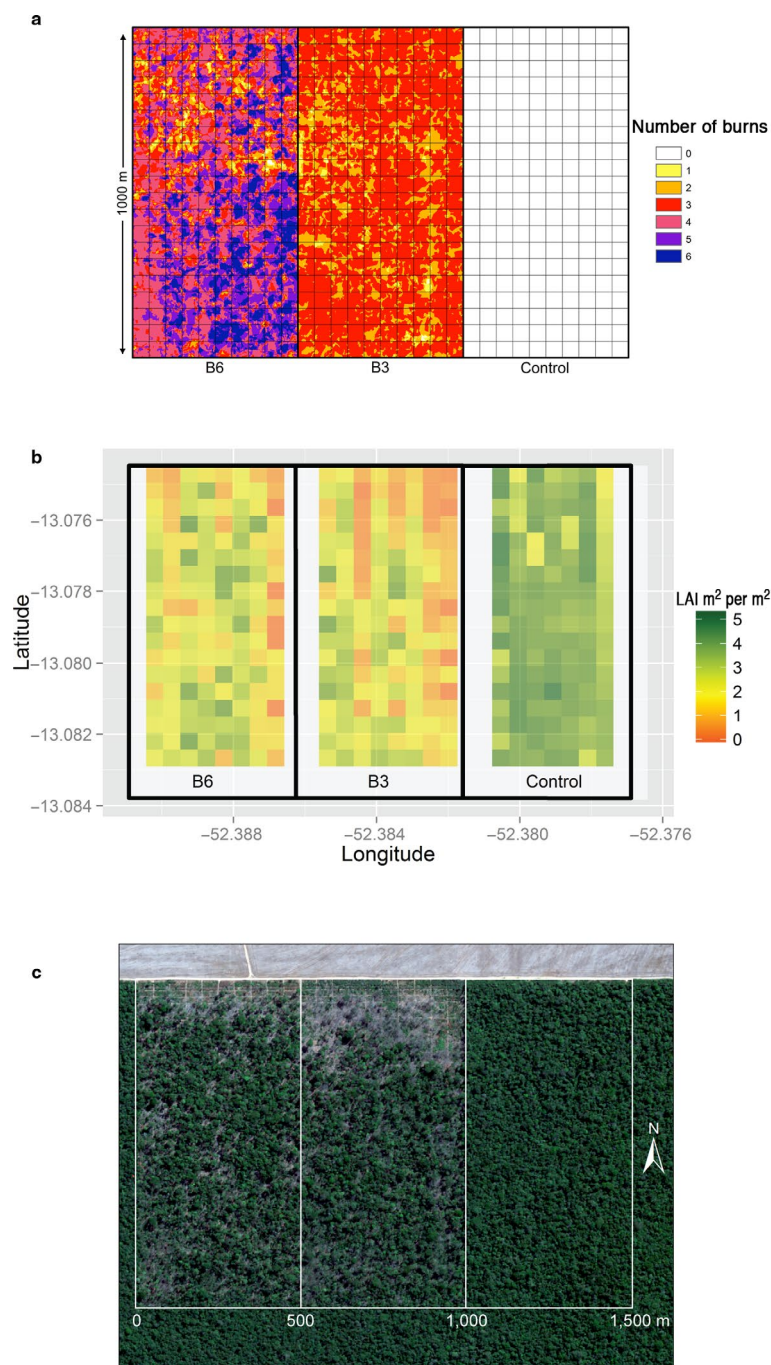 a
1000 m
B6
B3
Control
Number of burns
0
1
2
3
4
5
6
b
Latitude
−13.076
−13.078
−13.080
−13.082
−13.084
B6
B3
Control
−52.388
−52.384
−52.380
−52.376
Longitude
LAI m² per m²
5
4
3
2
1
0
c
N
0
500
1,000
1,500 m